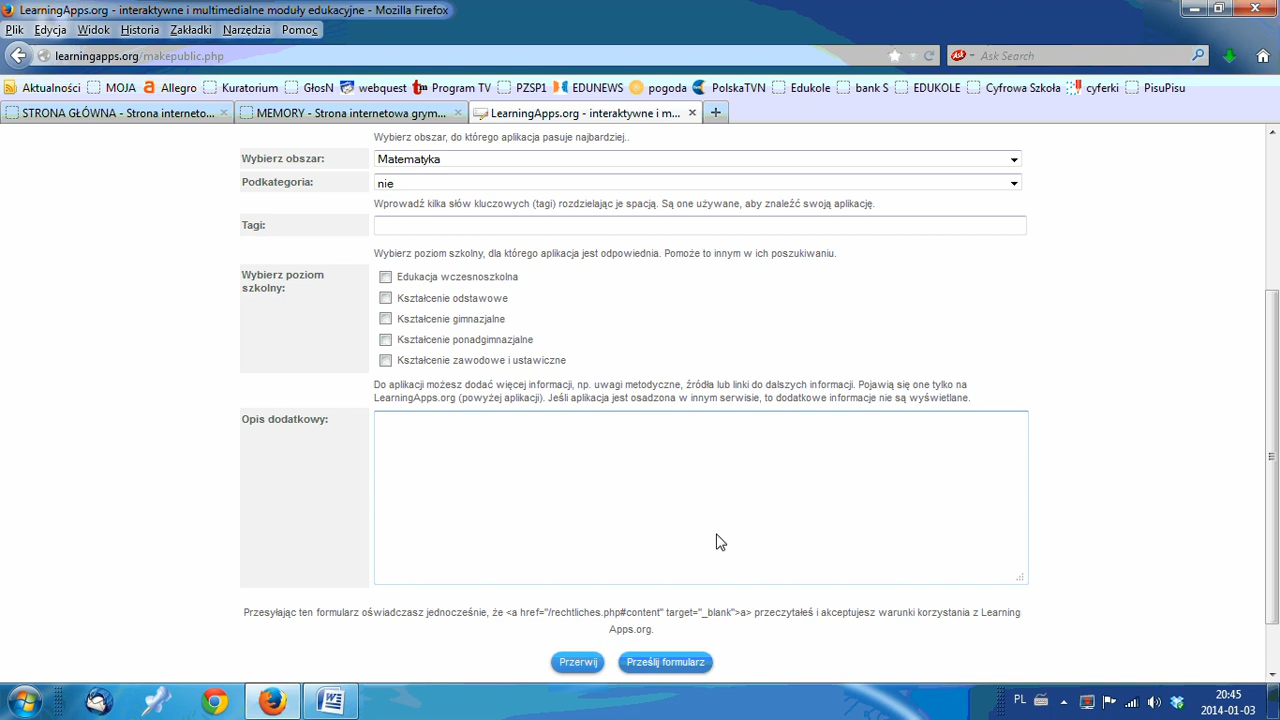 LearningApps.org - interaktywne i multimedialne moduły edukacyjne - Mozilla Firefox
Plik Edycja Widok Historia Zakładki Narzędzia Pomoc
learningapps.org/makepublic.php
Ask Ask Search
Aktualności MOJA Allegro Kuratorium GłosN webquest Program TV PZSP1 EDUNEWS pogoda PolskaTVN Edukole bank S EDUKOLE Cyfrowa Szkoła cyferki PisuPisu
STRONA GŁÓWNA - Strona interneto... MEMORY - Strona internetowa grym... LearningApps.org - interaktywne i m...
Wybierz obszar, do którego aplikacja pasuje najbardziej..
Wybierz obszar: Matematyka
Podkategoria: nie
Wprowadź kilka słów kluczowych (tagi) rozdzielając je spacją. Są one używane, aby znaleźć swoją aplikację.
Tagi:
Wybierz poziom szkolny, dla którego aplikacja jest odpowiednia. Pomoże to innym w ich poszukiwaniu.
Wybierz poziom
szkolny:
Edukacja wczesnoszkolna
Kształcenie odstawowe
Kształcenie gimnazjalne
Kształcenie ponadgimnazjalne
Kształcenie zawodowe i ustawiczne
Do aplikacji możesz dodać więcej informacji, np. uwagi metodyczne, źródła lub linki do dalszych informacji. Pojawią się one tylko na
LearningApps.org (powyżej aplikacji). Jeśli aplikacja jest osadzona w innym serwisie, to dodatkowe informacje nie są wyświetlane.
Opis dodatkowy:
Przesyłając ten formularz oświadczasz jednocześnie, że <a href="/rechtliches.php#content" target="_blank">a> przeczytałeś i akceptujesz warunki korzystania z Learning
Apps.org.
Przerwij Prześlij formularz
PL 20:45
2014-01-03